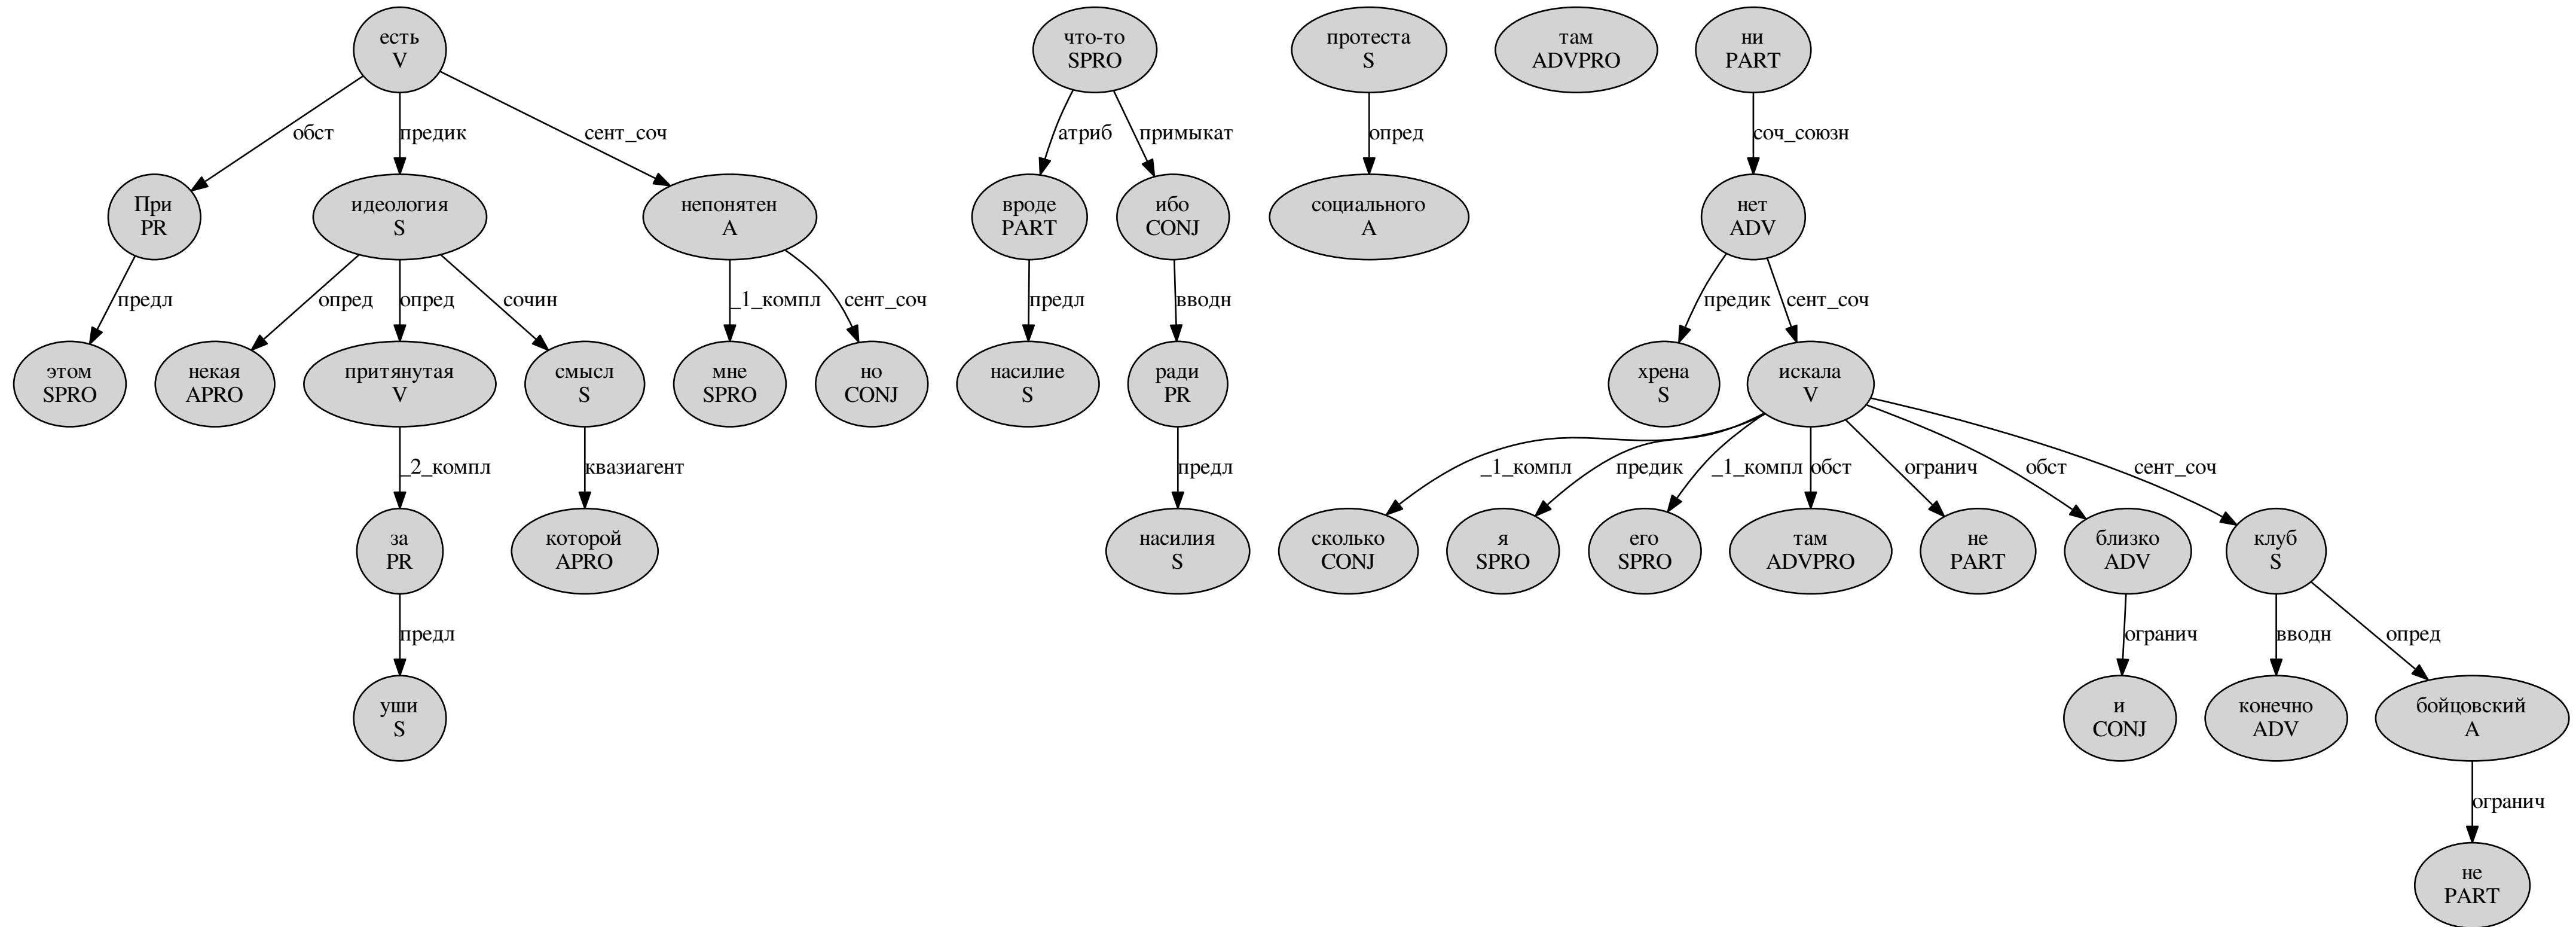 есть
V
что-то
SPRO
протеста
S
там
ADVPRO
ни
PART
обст
предик
сент_соч
атриб
примыкат
опред
соч_союзн
При
PR
идеология
S
непонятен
A
вроде
PART
ибо
CONJ
социального
A
нет
ADV
предл
опред
опред
сочин
_1_компл
сент_соч
предл
вводн
предик
сент_соч
этом
SPRO
некая
APRO
притянутая
V
смысл
S
мне
SPRO
но
CONJ
насилие
S
ради
PR
хрена
S
искала
V
_2_компл
квазиагент
предл
_1_компл
предик
_1_компл
обст
огранич
обст
сент_соч
за
PR
которой
APRO
насилия
S
сколько
CONJ
я
SPRO
его
SPRO
там
ADVPRO
не
PART
близко
ADV
клуб
S
предл
огранич
вводн
опред
уши
S
и
CONJ
конечно
ADV
бойцовский
A
огранич
не
PART